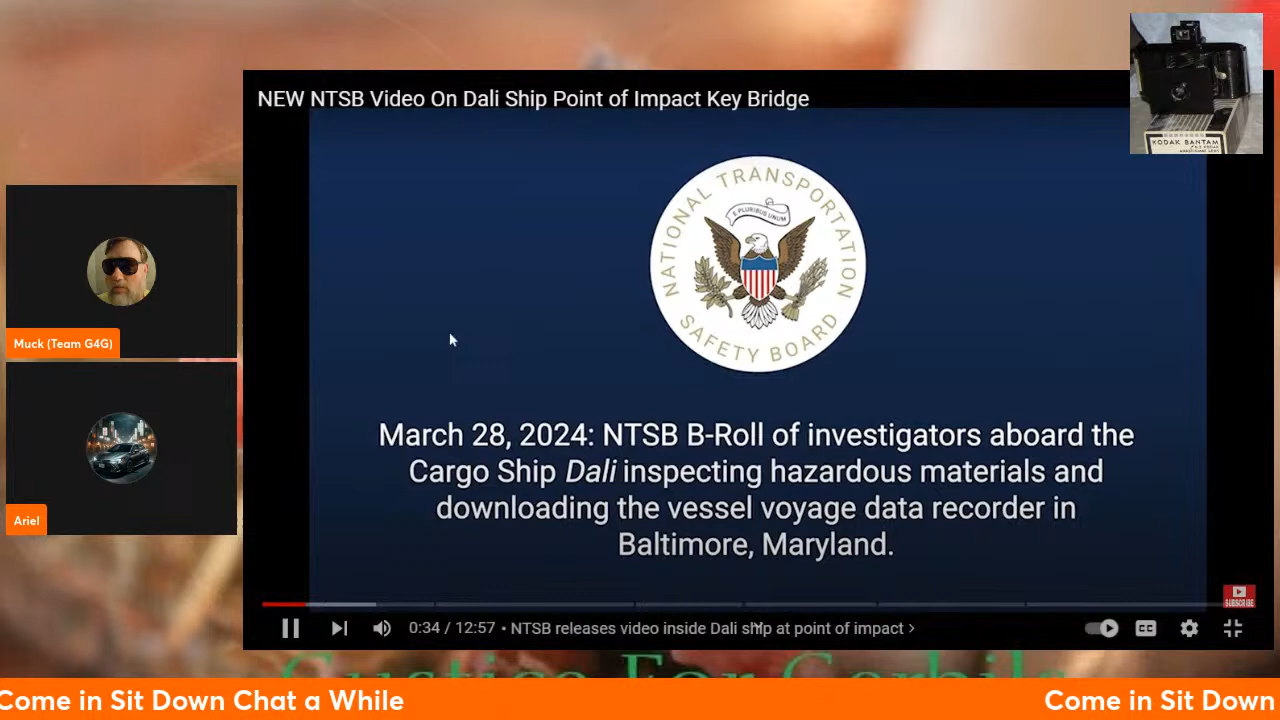 NEW NTSB Video On Dali Ship Point of Impact Key Bridge
KODAK BANTAM
NATIONAL TRANSPORTATION
E PLURIBUS UNUM
SAFETY BOARD
Muck (Team G4G)
Ariel
March 28, 2024: NTSB B-Roll of investigators aboard the
Cargo Ship Dali inspecting hazardous materials and
downloading the vessel voyage data recorder in
Baltimore, Maryland.
SUBSCRIBE
0:34 / 12:57 • NTSB releases video inside Dali ship at point of impact >
CC
Come in Sit Down Chat a While
Come in Sit Down